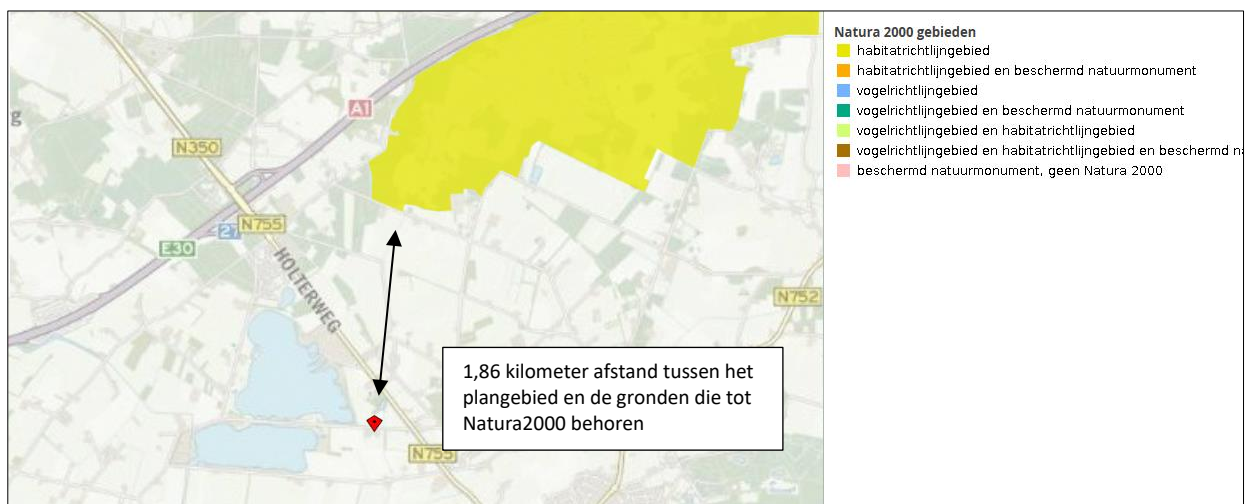 g
A1
N350
N755
27
E30
HOLTERWEG
N752
N755
1,86 kilometer afstand tussen het
plangebied en de gronden die tot
Natura2000 behoren
Natura 2000 gebieden
habitatrichtlijngebied
habitatrichtlijngebied en beschermd natuurmonument
vogelrichtlijngebied
vogelrichtlijngebied en beschermd natuurmonument
vogelrichtlijngebied en habitatrichtlijngebied
vogelrichtlijngebied en habitatrichtlijngebied en beschermd na
beschermd natuurmonument, geen Natura 2000